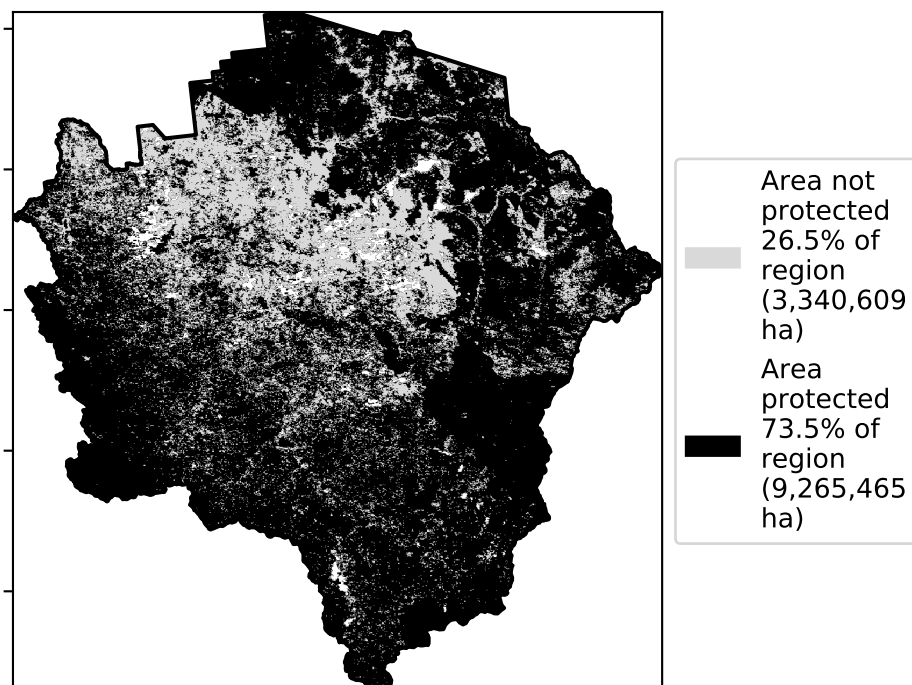 Area not
protected
26.5% of
region
(3,340,609
ha)
Area
protected
73.5% of
region
(9,265,465
ha)